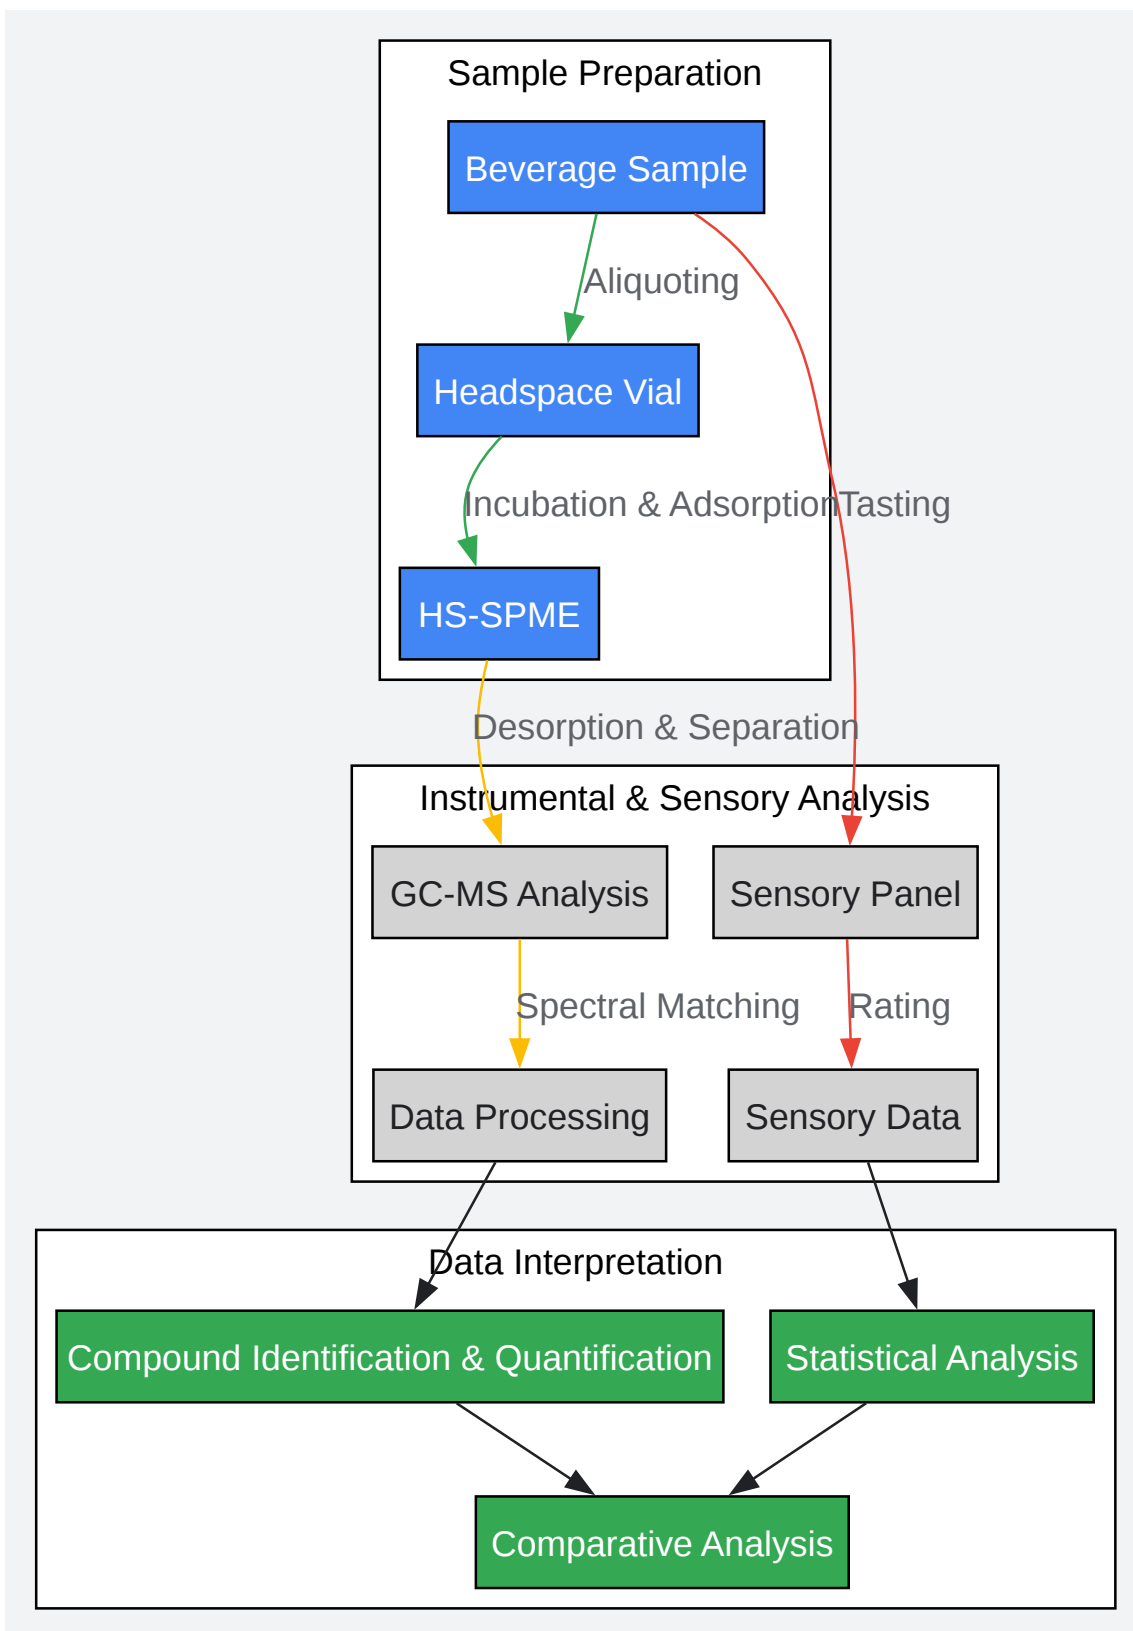 Sample Preparation
Beverage Sample
Aliquoting
Headspace Vial
Incubation & Adsorption
Tasting
HS-SPME
Desorption & Separation
Instrumental & Sensory Analysis
GC-MS Analysis
Sensory Panel
Spectral Matching
Rating
Data Processing
Sensory Data
Data Interpretation
Compound Identification & Quantification
Statistical Analysis
Comparative Analysis